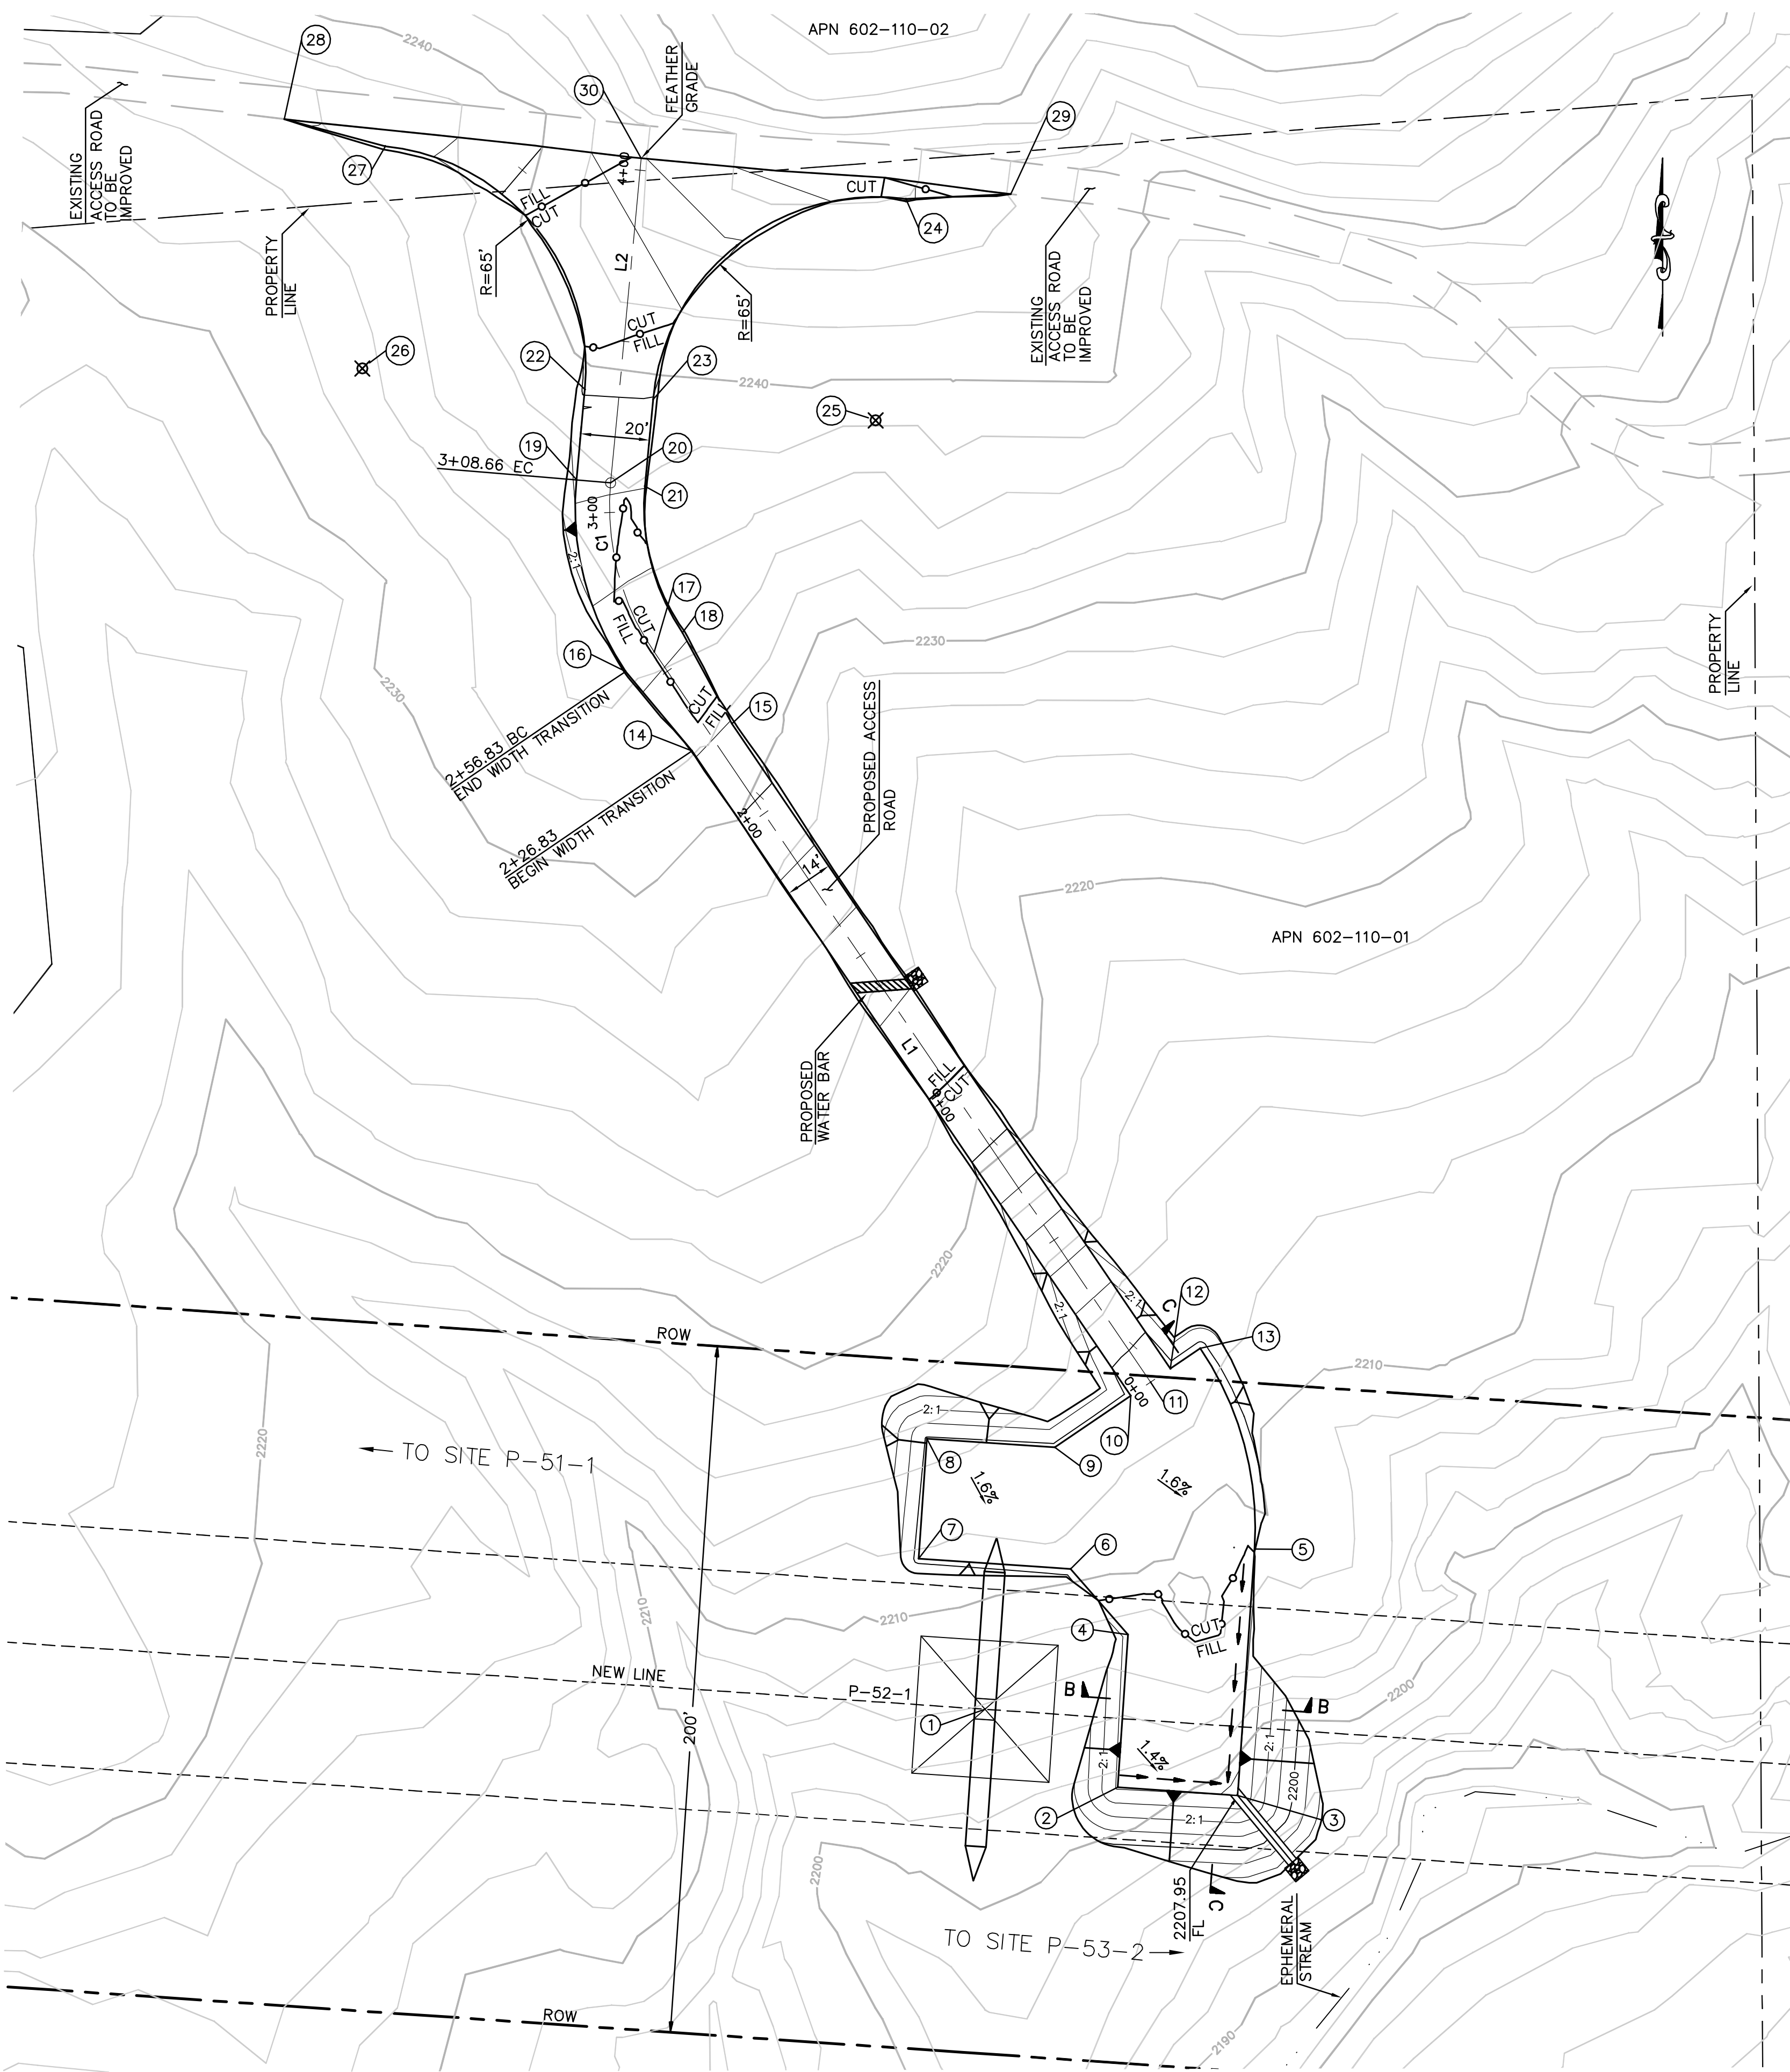 APN 602-110-02
2240
28
30
FEATHER
GRADE
29
EXISTING
ACCESS ROAD
TO BE
IMPROVED
27
4+00
FILL
CUT
CUT
24
PROPERTY
LINE
R=65'
L2
R=65'
EXISTING
ACCESS ROAD
TO BE
IMPROVED
26
22
CUT
FILL
23
2240
25
20'
19
20
3+08.66 EC
21
3+00
C1
2:1
17
CUT
FILL
18
2230
16
PROPERTY
LINE
2230
CUT
FILL
15
14
2+56.83 BC
END WIDTH TRANSITION
2+26.83
BEGIN WIDTH TRANSITION
PROPOSED ACCESS
ROAD
2+00
14'
2220
APN 602-110-01
L1
PROPOSED
WATER BAR
FILL
CUT
1+00
2220
2:1
2:1
C
12
13
ROW
2210
0+00
11
2:1
10
2220
TO SITE P-51-1
8
9
1.6%
1.6%
7
6
5
2210
2210
CUT
FILL
4
NEW LINE
P-52-1
B
B
2200
1
200'
2:1
1.4%
2:1
2200
2
2:1
3
2200
2207.95
FL
C
TO SITE P-53-2
EPHEMERAL
STREAM
ROW
2190